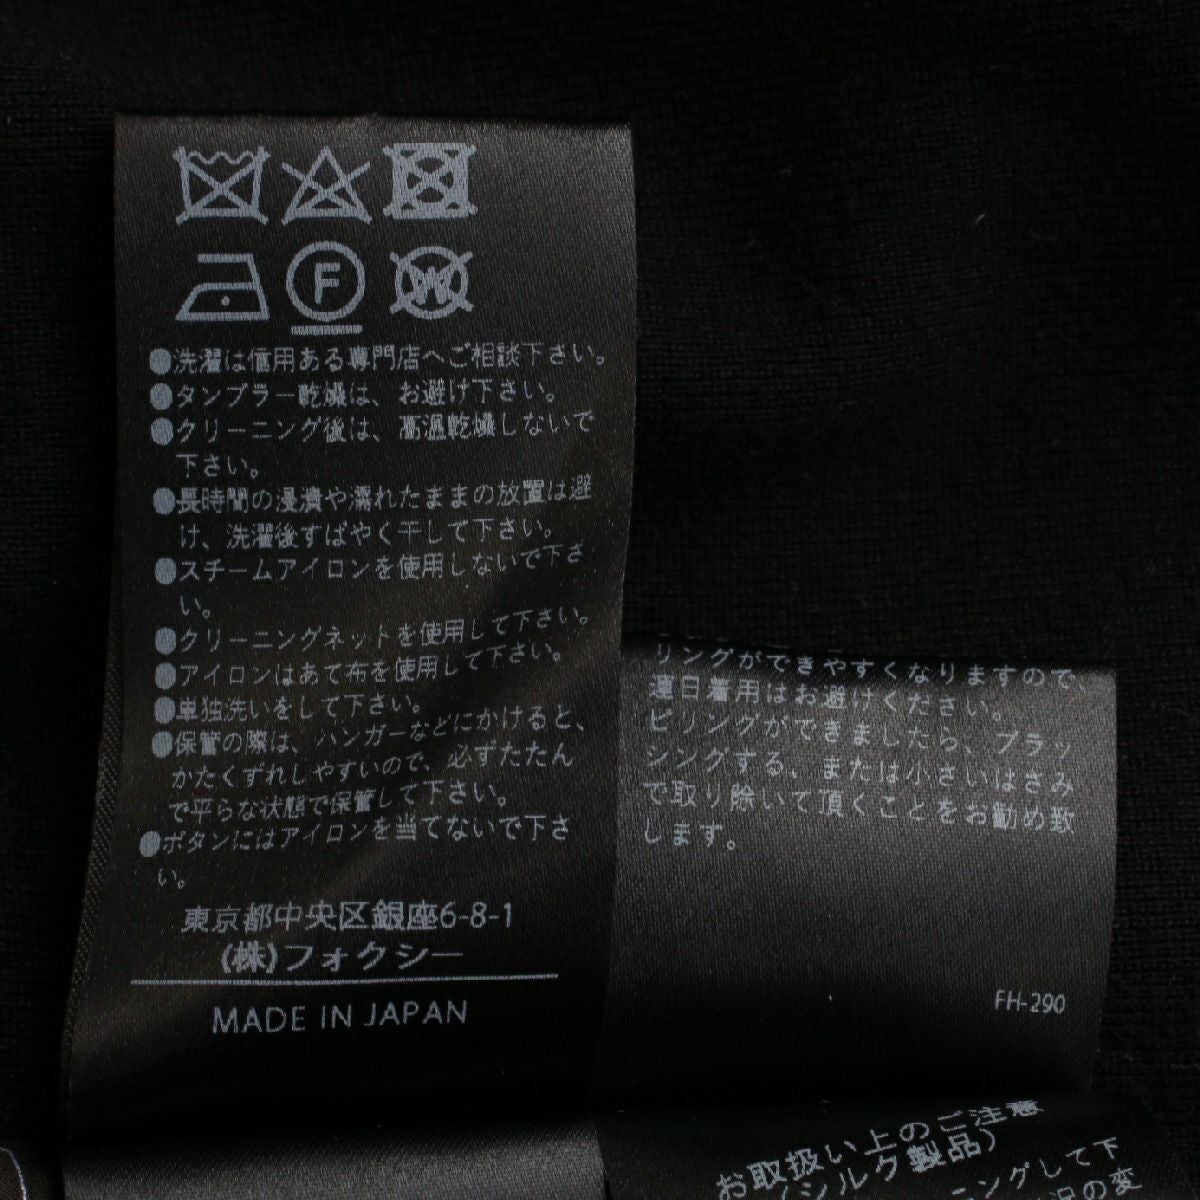 F
W
●洗濯は信用ある専門店へご相談下さい。
●タンブラー乾燥は、お避け下さい。
●クリーニング後は、高温乾燥しないで
下さい。
●長時間の浸漬や濡れたままの放置は避
け、洗濯後すばやく干して下さい。
●スチームアイロンを使用しないで下さ
い。
●クリーニングネットを使用して下さい。
●アイロンはあて布を使用して下さい。
●単独洗いをして下さい。
●保管の際は、ハンガーなどにかけると、
かたくずれしやすいので、必ずたたん
で平らな状態で保管して下さい。
●ボタンにはアイロンを当てないで下さ
い。
東京都中央区銀座6-8-1
(株)フォクシー
MADE IN JAPAN
リングができやすくなりますので、
連日着用はお避けください。
ピリングができましたら、ブラッ
シングする、または小さいはさみ
で取り除いて頂くことをお勧め致
します。
FH-290
お取扱い上のご注意
(シルク製品)
ニングして下
の変